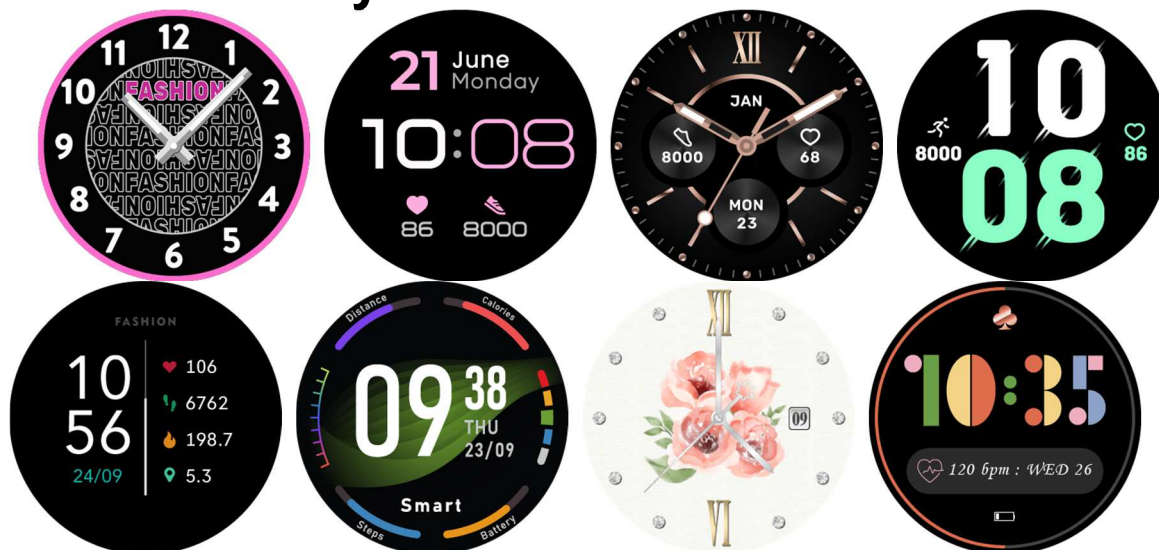 12
11 1
10 FASHION 2
9 3
8 4
7 5
6
21 June
Monday
10:08
86 8000
XII
JAN
8000 68
MON
23
10
8000 86
08
FASHION
10
56
24/09
106
6762
198.7
5.3
Distance Calories
09 38
THU
23/09
Smart
Steps Battery
XII
09
VI
10:35
120 bpm : WED 26